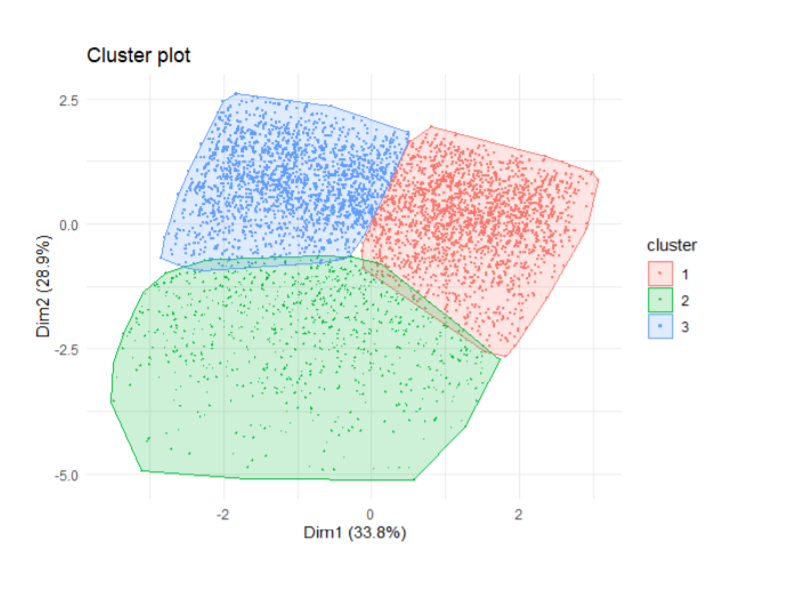 Cluster plot
2.5
0.0
-2.5
-5.0
Dim2 (28.9%)
-2
0
2
Dim1 (33.8%)
cluster
1
2
3